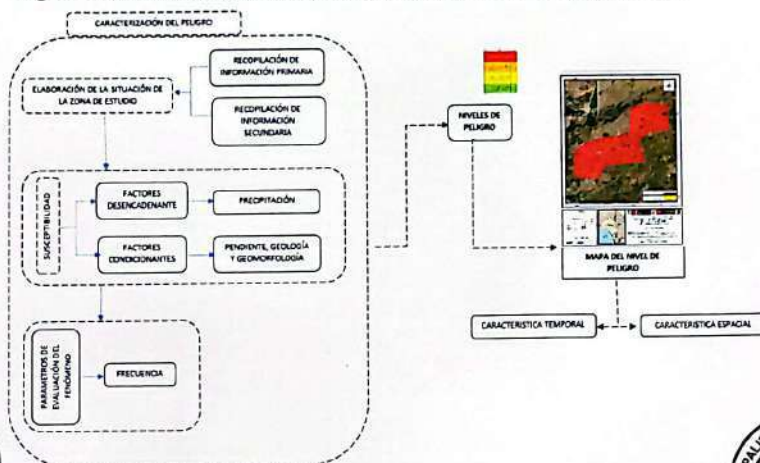 CARACTERIZACIÓN DEL PELIGRO
RECOPILACIÓN DE
INFORMACIÓN PRIMARIA
ELABORACIÓN DE LA SITUACIÓN DE
LA ZONA DE ESTUDIO
RECOPILACIÓN DE
INFORMACIÓN
SECUNDARIA
SUSCEPTIBILIDAD
FACTORES
DESENCADENANTE
PRECIPITACIÓN
FACTORES
CONDICIONANTES
PENDIENTE, GEOLOGÍA
Y GEOMORFOLOGÍA
PARAMETROS DE
EVALUACIÓN DEL
FENÓMENO
FRECUENCIA
NIVELES DE
PELIGRO
MAPA DEL NIVEL DE
PELIGRO
CARACTERISTICA TEMPORAL
CARACTERISTICA ESPACIAL